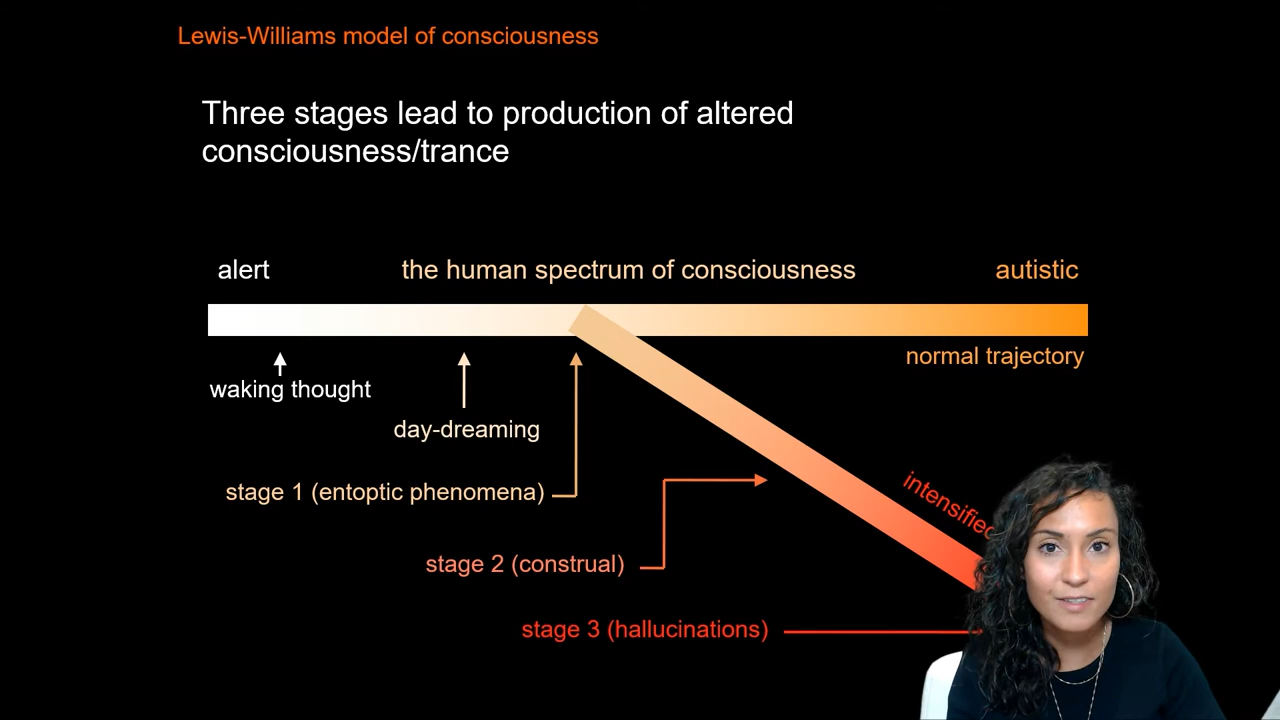 Lewis-Williams model of consciousness
Three stages lead to production of altered
consciousness/trance
alert
the human spectrum of consciousness
autistic
normal trajectory
waking thought
day-dreaming
intensified
stage 1 (entoptic phenomena)
stage 2 (construal)
stage 3 (hallucinations)